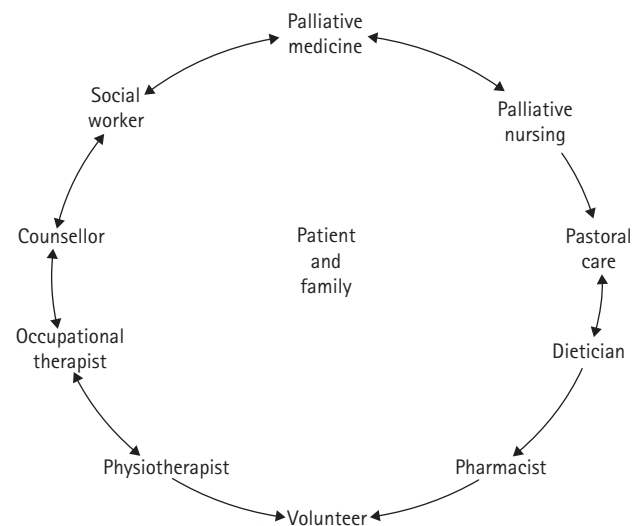 Palliative
medicine
Social
worker
Palliative
nursing
Counsellor
Patient
and
family
Pastoral
care
Occupational
therapist
Dietician
Physiotherapist
Pharmacist
Volunteer